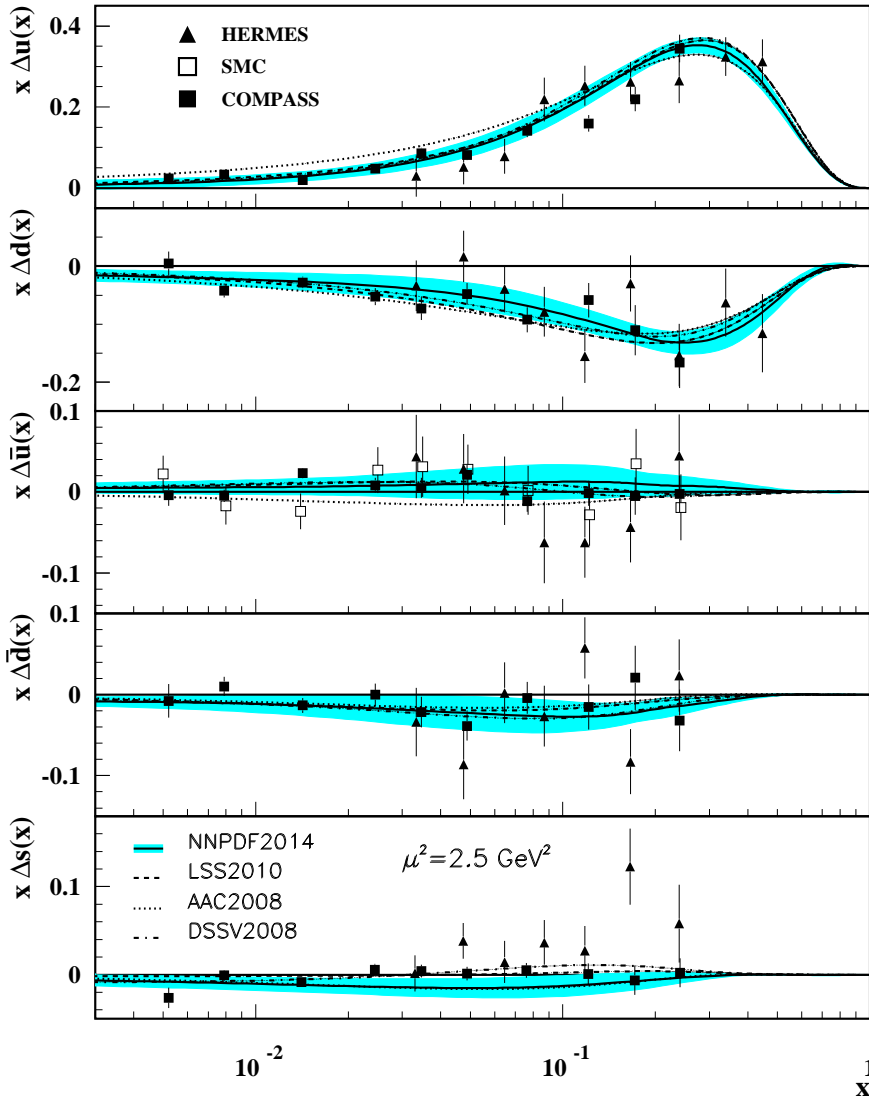 x Δu(x)
0.4
0.2
0
HERMES
SMC
COMPASS
x Δd(x)
0
-0.2
x Δū(x)
0.1
0
-0.1
x Δd̄(x)
0.1
0
-0.1
x Δs(x)
0.1
0
NNPDF2014
LSS2010
AAC2008
DSSV2008
μ²=2.5 GeV²
10⁻² 10⁻¹ 1
x